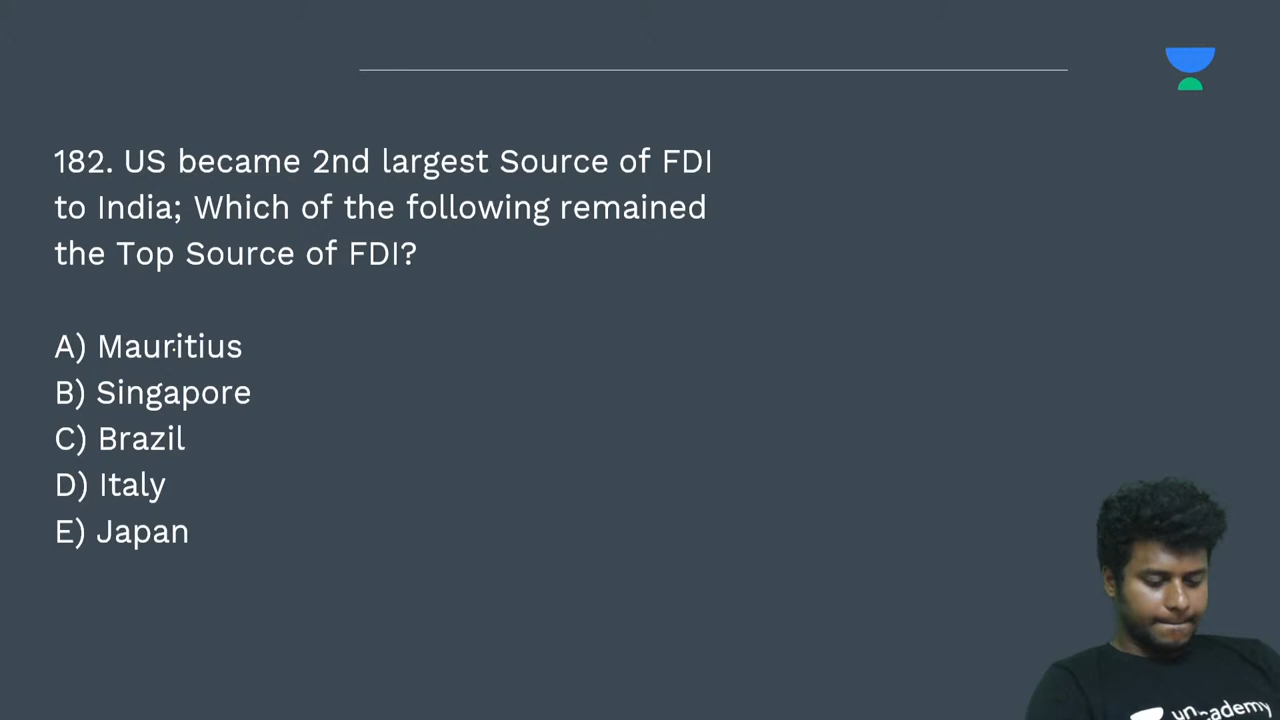 182. US became 2nd largest Source of FDI
to India; Which of the following remained
the Top Source of FDI?
A) Mauritius
B) Singapore
C) Brazil
D) Italy
E) Japan